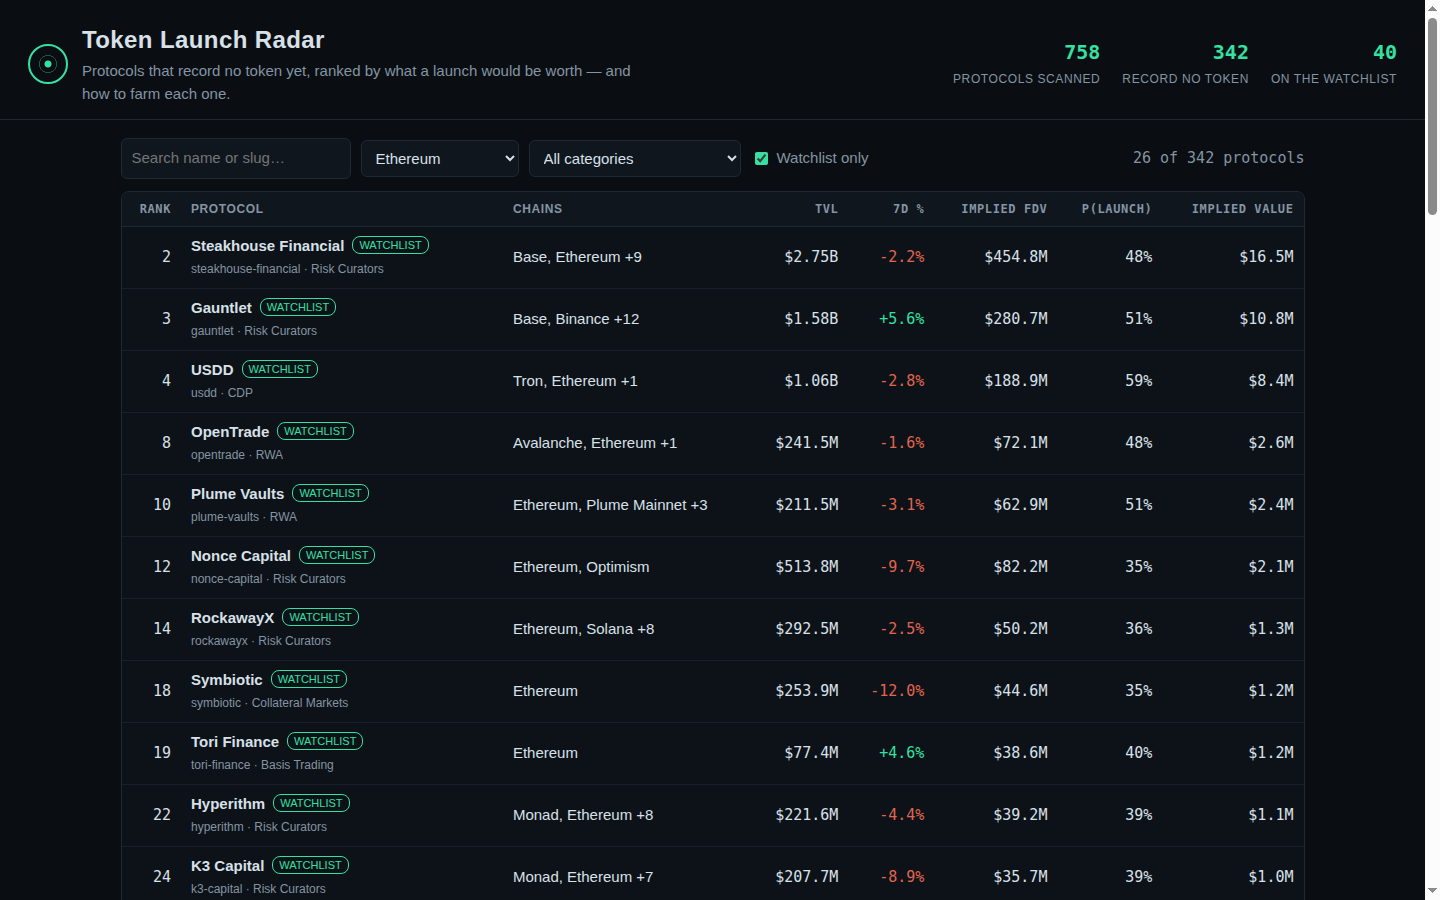 Token Launch Radar
Protocols that record no token yet, ranked by what a launch would be worth — and
how to farm each one.
758
PROTOCOLS SCANNED
342
RECORD NO TOKEN
40
ON THE WATCHLIST
Search name or slug…
Ethereum
All categories
Watchlist only
26 of 342 protocols
RANK PROTOCOL CHAINS TVL 7D % IMPLIED FDV P(LAUNCH) IMPLIED VALUE
2 Steakhouse Financial WATCHLIST Base, Ethereum +9 $2.75B -2.2% $454.8M 48% $16.5M
steakhouse-financial · Risk Curators
3 Gauntlet WATCHLIST Base, Binance +12 $1.58B +5.6% $280.7M 51% $10.8M
gauntlet · Risk Curators
4 USDD WATCHLIST Tron, Ethereum +1 $1.06B -2.8% $188.9M 59% $8.4M
usdd · CDP
8 OpenTrade WATCHLIST Avalanche, Ethereum +1 $241.5M -1.6% $72.1M 48% $2.6M
opentrade · RWA
10 Plume Vaults WATCHLIST Ethereum, Plume Mainnet +3 $211.5M -3.1% $62.9M 51% $2.4M
plume-vaults · RWA
12 Nonce Capital WATCHLIST Ethereum, Optimism $513.8M -9.7% $82.2M 35% $2.1M
nonce-capital · Risk Curators
14 RockawayX WATCHLIST Ethereum, Solana +8 $292.5M -2.5% $50.2M 36% $1.3M
rockawayx · Risk Curators
18 Symbiotic WATCHLIST Ethereum $253.9M -12.0% $44.6M 35% $1.2M
symbiotic · Collateral Markets
19 Tori Finance WATCHLIST Ethereum $77.4M +4.6% $38.6M 40% $1.2M
tori-finance · Basis Trading
22 Hyperithm WATCHLIST Monad, Ethereum +8 $221.6M -4.4% $39.2M 39% $1.1M
hyperithm · Risk Curators
24 K3 Capital WATCHLIST Monad, Ethereum +7 $207.7M -8.9% $35.7M 39% $1.0M
k3-capital · Risk Curators